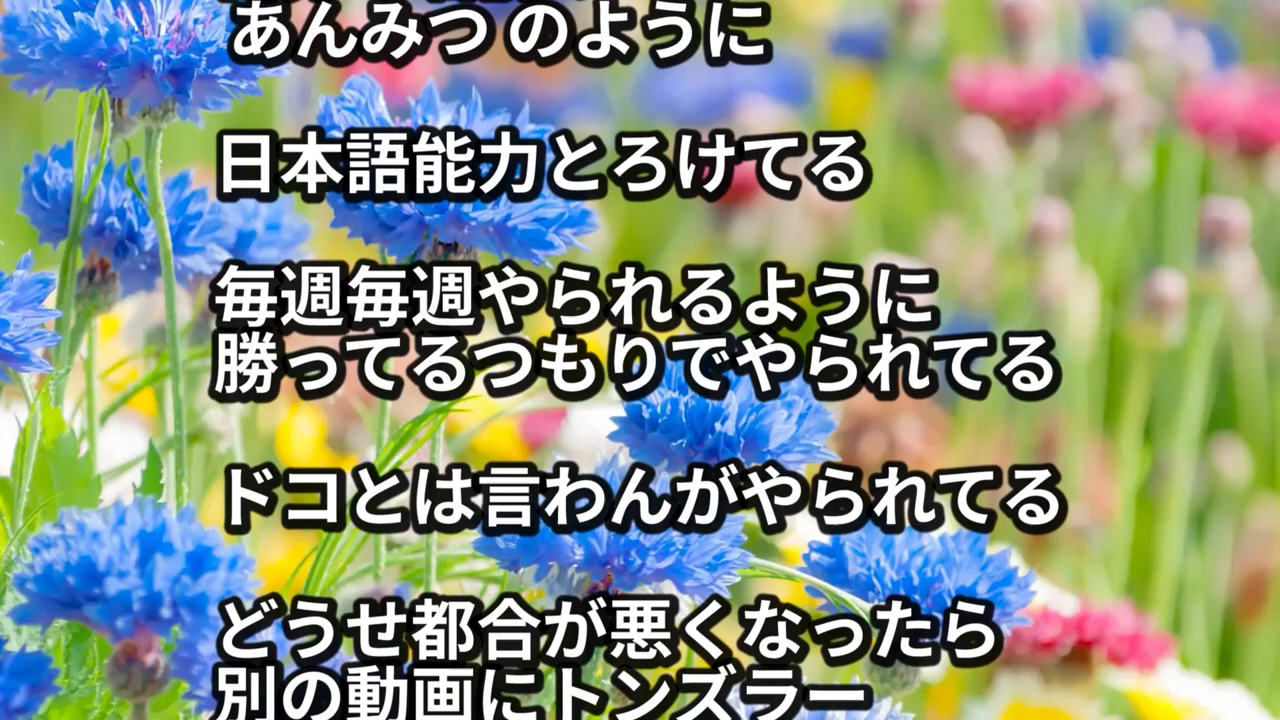 あんみつ のように
日本語能力とろけてる
毎週毎週やられるように
勝ってるつもりでやられてる
ドコとは言わんがやられてる
どうせ都合が悪くなったら
別の動画にトンズラー